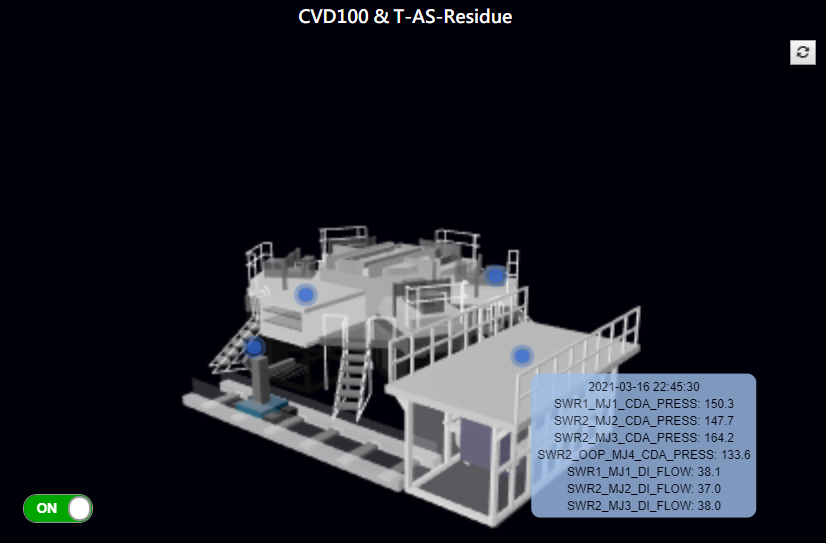 CVD100 & T-AS-Residue
2021-03-16 22:45:30
SWR1_MJ1_CDA_PRESS: 150.3
SWR2_MJ2_CDA_PRESS: 147.7
SWR2_MJ3_CDA_PRESS: 164.2
SWR2_OOP_MJ4_CDA_PRESS: 133.6
SWR1_MJ1_DI_FLOW: 38.1
SWR2_MJ2_DI_FLOW: 37.0
SWR2_MJ3_DI_FLOW: 38.0
ON